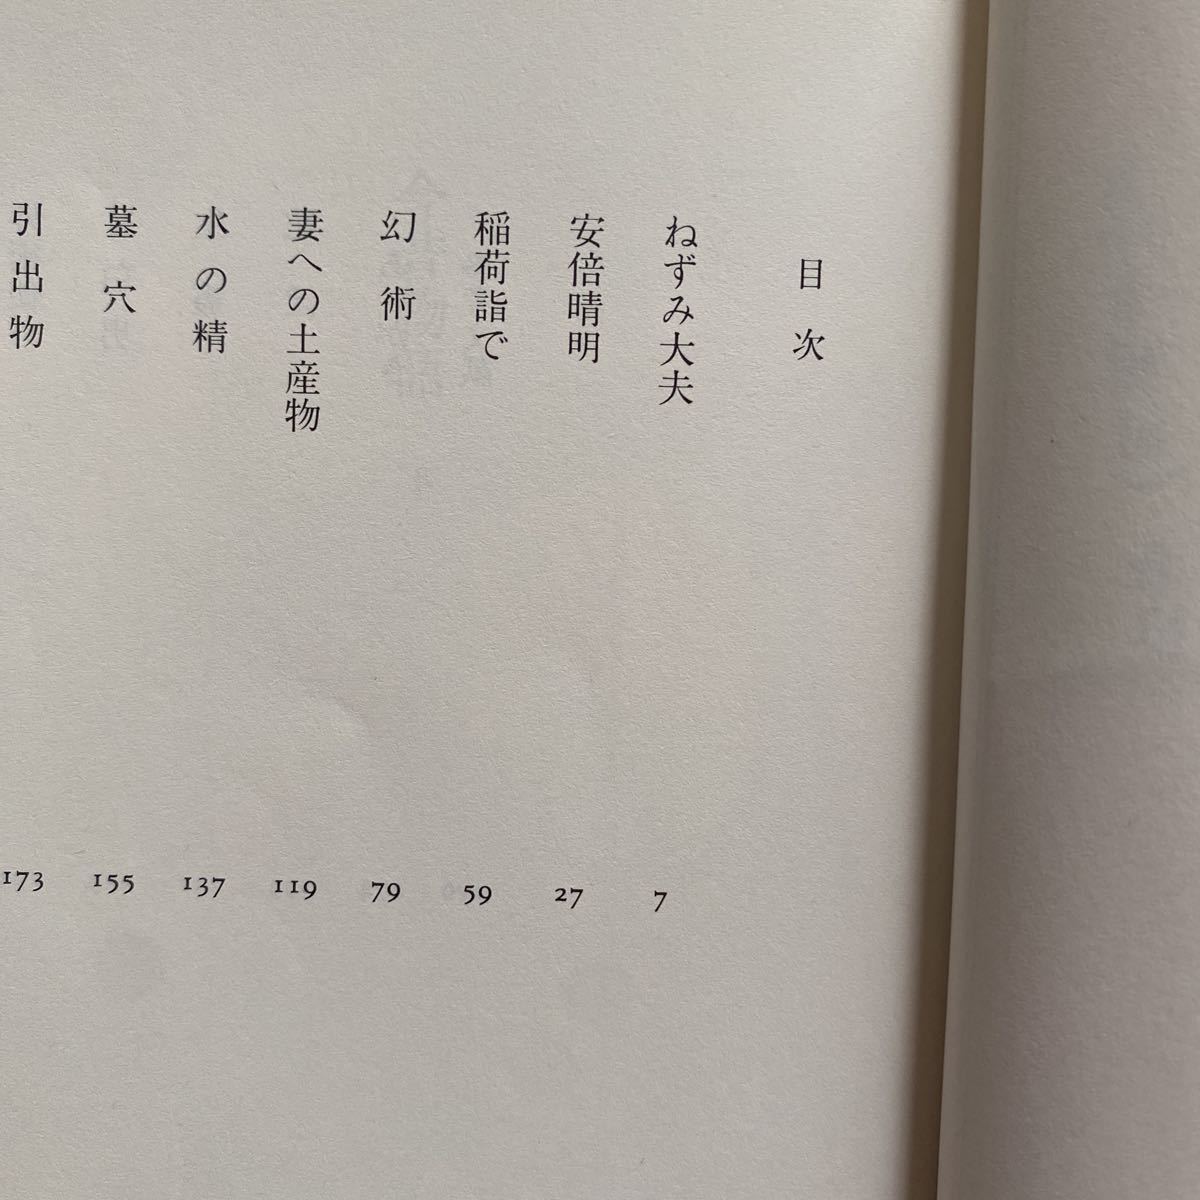 目次
ねずみ大夫 7
安倍晴明 27
稲荷詣で 59
幻術 79
妻への土産物 119
水の精 137
墓穴 155
引出物 173